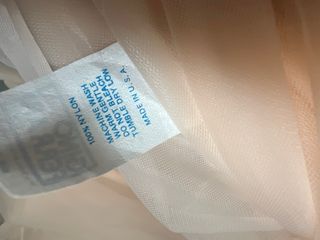 100% NYLON
MACHINE WASH
WARM GENTLE
DO NOT BLEACH
TUMBLE DRY LOW
MADE IN U.S.A.